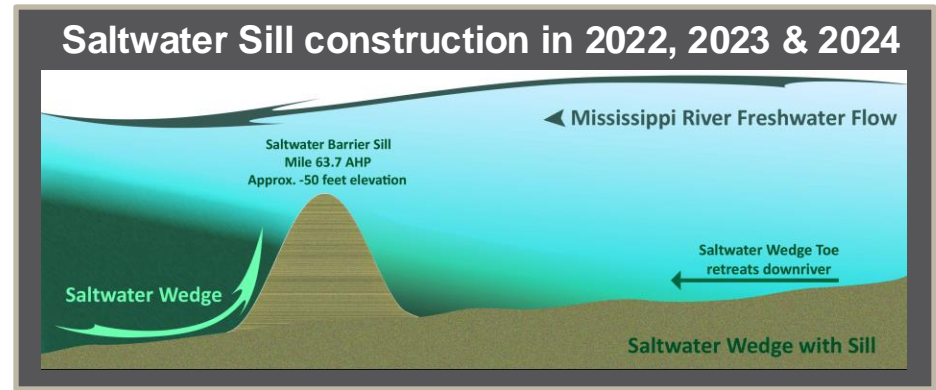 Saltwater Sill construction in 2022, 2023 & 2024
Mississippi River Freshwater Flow
Saltwater Barrier Sill
Mile 63.7 AHP
Approx. -50 feet elevation
Saltwater Wedge Toe
retreats downriver
Saltwater Wedge
Saltwater Wedge with Sill